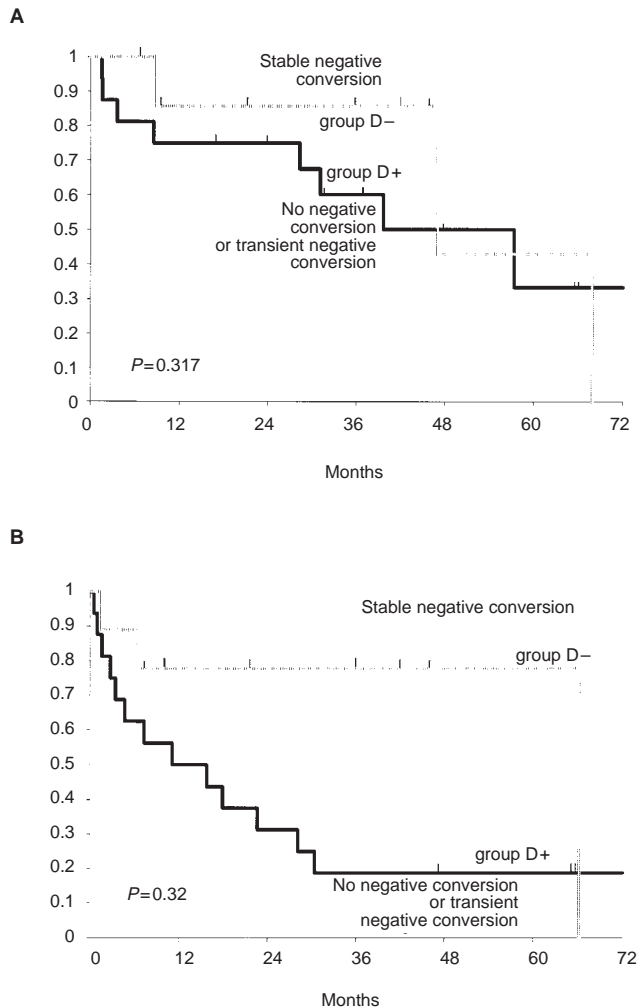 A
1
Stable negative
conversion
0.9
group D−
0.8
0.7
group D+
0.6
No negative
conversion
or transient negative
conversion
0.5
0.4
0.3
0.2
P=0.317
0.1
0
0 12 24 36 48 60 72
Months
B
1
Stable negative conversion
0.9
0.8
group D−
0.7
0.6
0.5
0.4
0.3
group D+
0.2
No negative conversion
or transient
negative conversion
P=0.32
0.1
0
0 12 24 36 48 60 72
Months